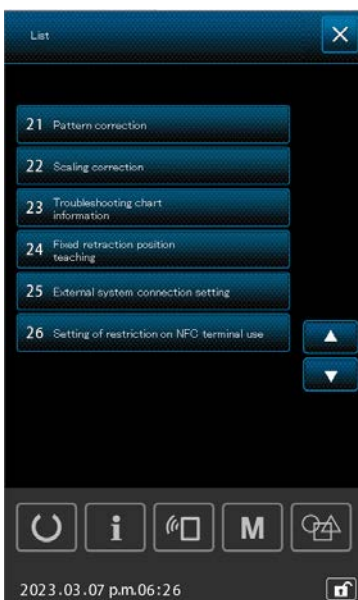 List
21 Pattern correction
22 Scaling correction
23 Troubleshooting chart
information
24 Fixed retraction position
teaching
25 External system connection setting
26 Setting of restriction on NFC terminal use
i
M
2023.03.07 p.m.06:26